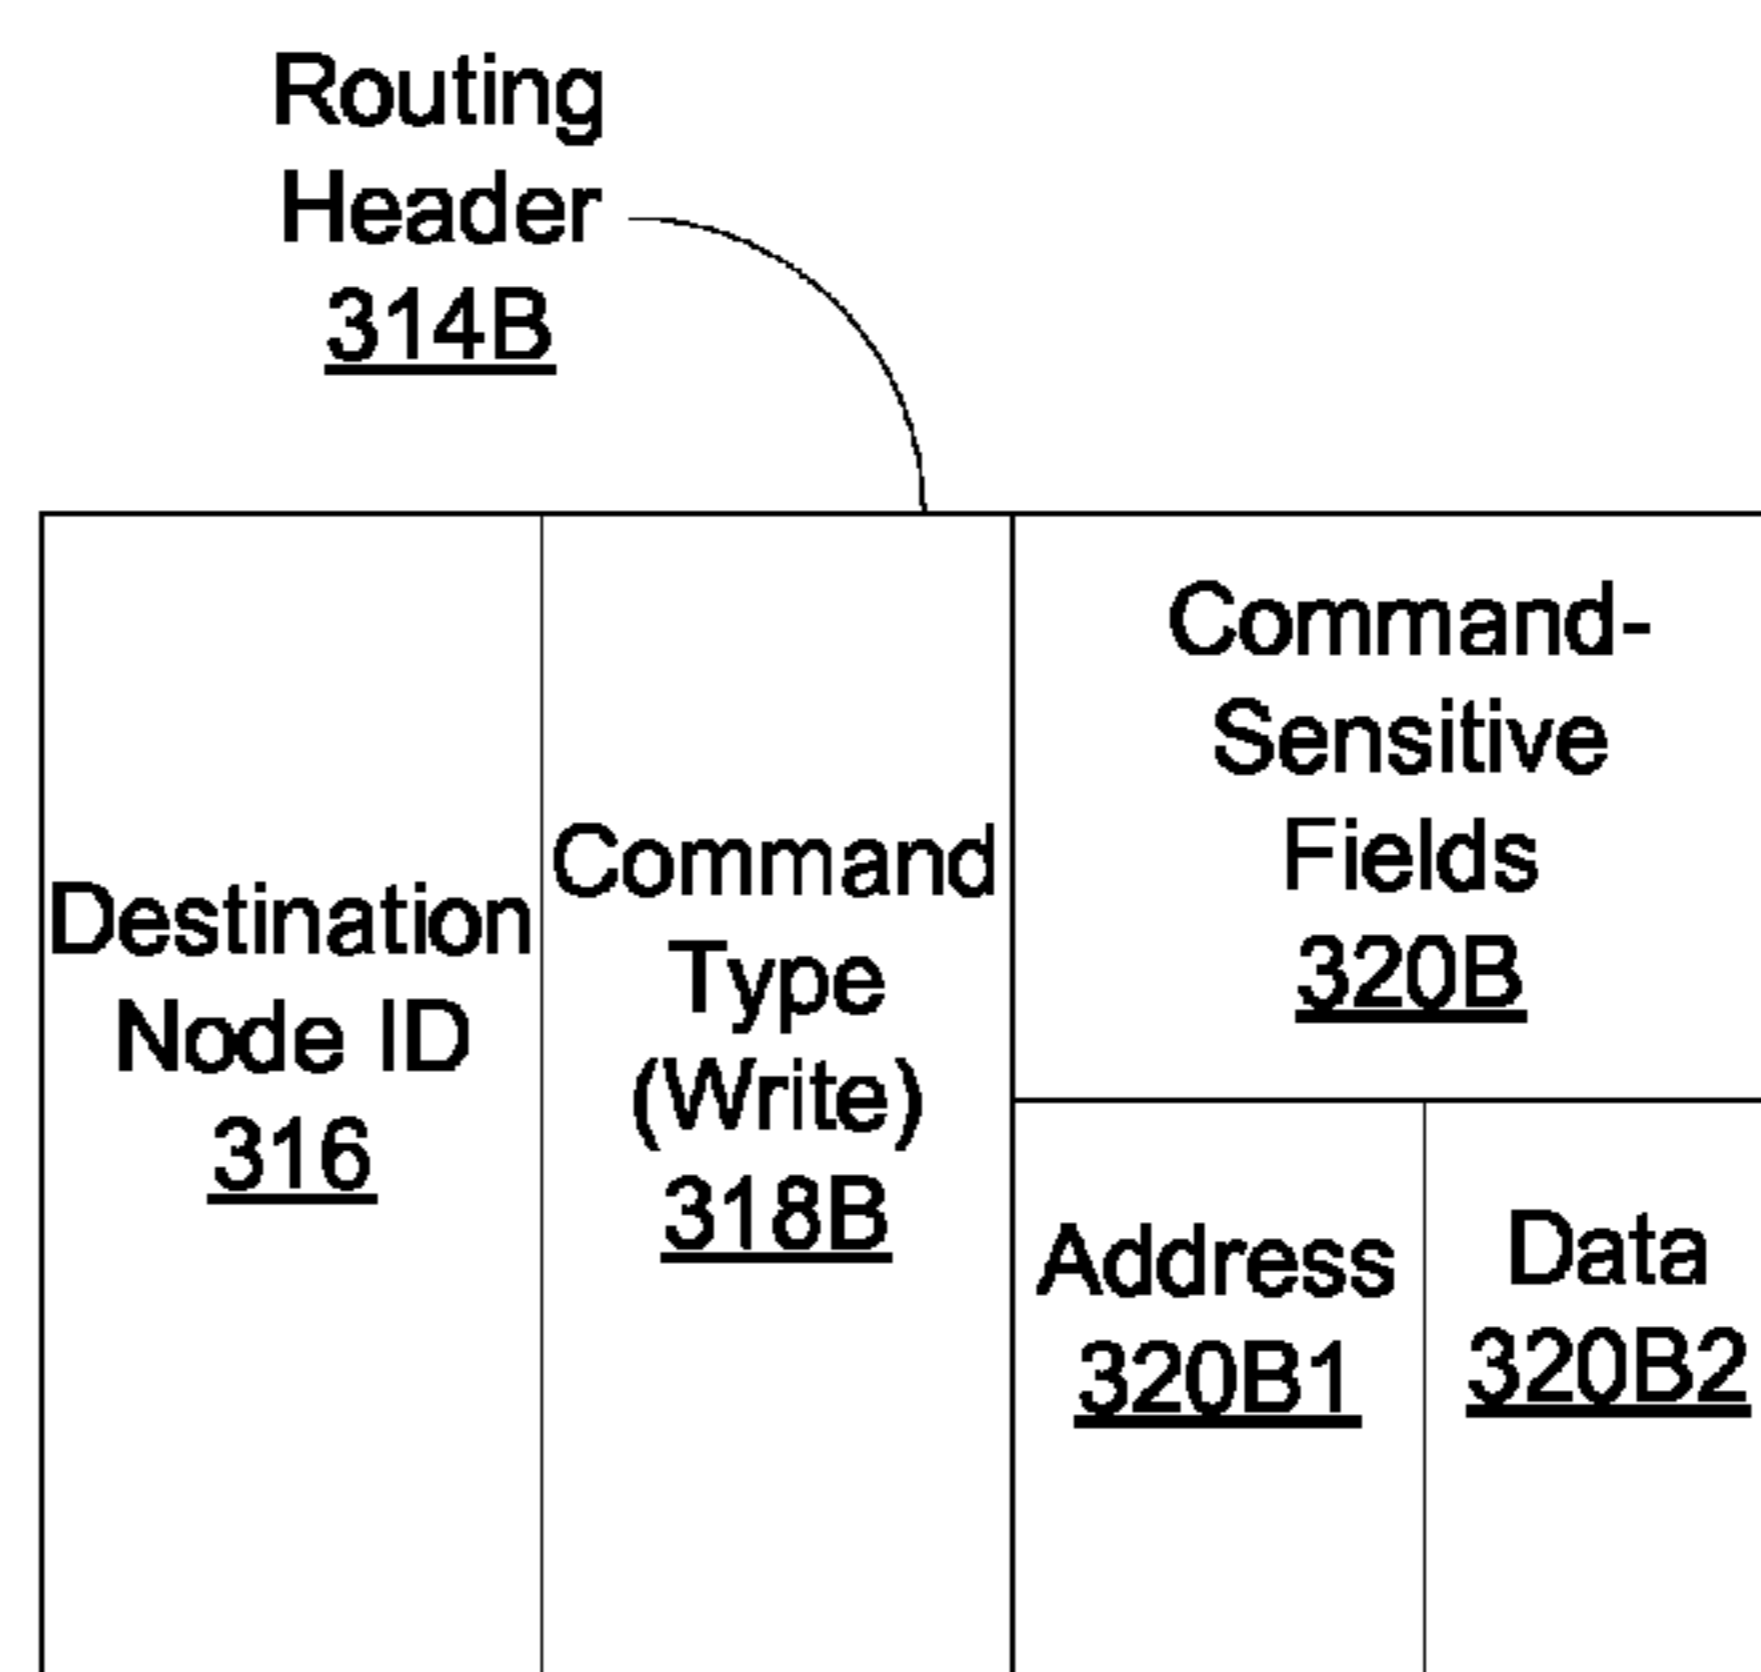 Routing
Header
314B
Destination
Node ID
316
Command
Type
(Write)
318B
Command-
Sensitive
Fields
320B
Address
320B1
Data
320B2